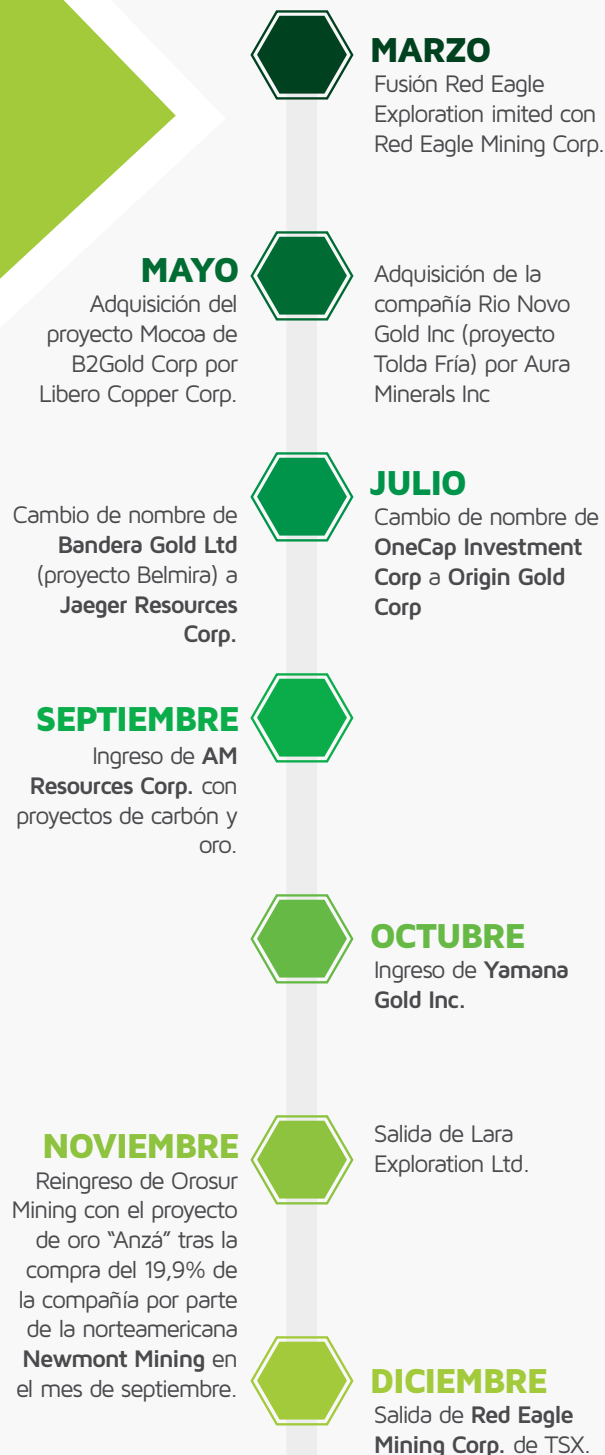 MARZO
Fusión Red Eagle
Exploration imited con
Red Eagle Mining Corp.
MAYO
Adquisición del
proyecto Mocoa de
B2Gold Corp por
Libero Copper Corp.
Adquisición de la
compañía Rio Novo
Gold Inc (proyecto
Tolda Fría) por Aura
Minerals Inc
Cambio de nombre de
Bandera Gold Ltd
(proyecto Belmira) a
Jaeger Resources
Corp.
JULIO
Cambio de nombre de
OneCap Investment
Corp a Origin Gold
Corp
SEPTIEMBRE
Ingreso de AM
Resources Corp. con
proyectos de carbón y
oro.
OCTUBRE
Ingreso de Yamana
Gold Inc.
NOVIEMBRE
Reingreso de Orosur
Mining con el proyecto
de oro “Anzá” tras la
compra del 19,9% de
la compañía por parte
de la norteamericana
Newmont Mining en
el mes de septiembre.
Salida de Lara
Exploration Ltd.
DICIEMBRE
Salida de Red Eagle
Mining Corp. de TSX.